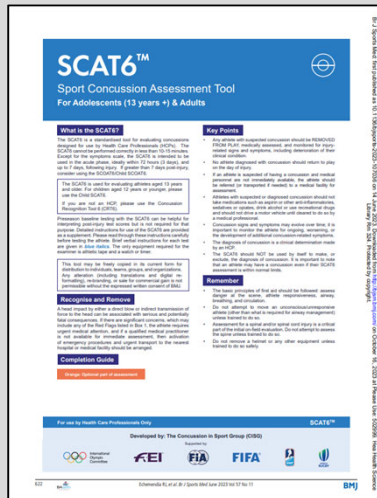 SCAT6™
Sport Concussion Assessment Tool
For Adolescents (13 years +) & Adults
What is the SCAT6?
The SCAT6 is a standardised tool for evaluating concussions
designed for use by Health Care Professionals (HCPs). The
SCAT6 cannot be performed correctly in less than 10-15 minutes.
Except for the symptoms scale, the SCAT6 is intended to be
used in the acute phase, ideally within 72 hours (3 days), and
up to 7 days, following injury. If greater than 7 days post-injury,
consider using the SCOAT6/Child SCOAT6.
The SCAT6 is used for evaluating athletes aged 13 years
and older. For children aged 12 years or younger, please
use the Child SCAT6.
If you are not an HCP, please use the Concussion
Recognition Tool 6 (CRT6).
Preseason baseline testing with the SCAT6 can be helpful for
interpreting post-injury test scores but is not required for that
purpose. Detailed instructions for use of the SCAT6 are provided
as a supplement. Please read through these instructions carefully
before testing the athlete. Brief verbal instructions for each test
are given in blue italics. The only equipment required for the
examiner is athletic tape and a watch or timer.
This tool may be freely copied in its current form for
distribution to individuals, teams, groups, and organizations.
Any alteration (including translations and digital re-
formatting), re-branding, or sale for commercial gain is not
permissible without the expressed written consent of BMJ.
Recognise and Remove
A head impact by either a direct blow or indirect transmission of
force to the head can be associated with serious and potentially
fatal consequences. If there are significant concerns, which may
include any of the Red Flags listed in Box 1, the athlete requires
urgent medical attention, and if a qualified medical practitioner
is not available for immediate assessment, then activation
of emergency procedures and urgent transport to the nearest
hospital or medical facility should be arranged.
Completion Guide
Orange: Optional part of assessment
Key Points
• Any athlete with suspected concussion should be REMOVED
FROM PLAY, medically assessed, and monitored for injury-
related signs and symptoms, including deterioration of their
clinical condition.
• No athlete diagnosed with concussion should return to play
on the day of injury.
• If an athlete is suspected of having a concussion and medical
personnel are not immediately available, the athlete should
be referred (or transported if needed) to a medical facility for
assessment.
• Athletes with suspected or diagnosed concussion should not
take medications such as aspirin or other anti-inflammatories,
sedatives or opiates, drink alcohol or use recreational drugs
and should not drive a motor vehicle until cleared to do so by
a medical professional.
• Concussion signs and symptoms may evolve over time; it is
important to monitor the athlete for ongoing, worsening, or
the development of additional concussion-related symptoms.
• The diagnosis of concussion is a clinical determination made
by an HCP.
• The SCAT6 should NOT be used by itself to make, or
exclude, the diagnosis of concussion. It is important to note
that an athlete may have a concussion even if their SCAT6
assessment is within normal limits.
Remember
• The basic principles of first aid should be followed: assess
danger at the scene, athlete responsiveness, airway,
breathing, and circulation.
• Do not attempt to move an unconscious/unresponsive
athlete (other than what is required for airway management)
unless trained to do so.
• Assessment for a spinal and/or spinal cord injury is a critical
part of the initial on-field evaluation. Do not attempt to assess
the spine unless trained to do so.
• Do not remove a helmet or any other equipment unless
trained to do so safely.
For use by Health Care Professionals Only
SCAT6™
Developed by: The Concussion in Sport Group (CISG)
Supported by:
International
Olympic
Committee
FEI
FIA
FIFA
622
BMJ
Echemendia RJ, et al. Br J Sports Med June 2023 Vol 57 No 11
BMJ